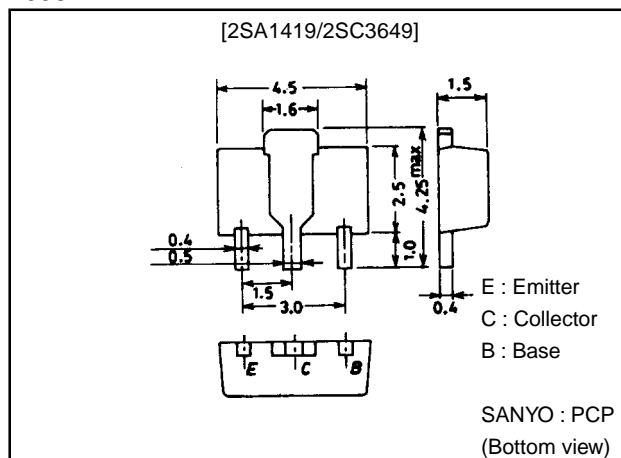 [2SA1419/2SC3649]
4.5
1.6
1.5
2.5
4.25max
1.0
0.4
0.5
1.5
3.0
0.4
E : Emitter
C : Collector
B : Base
E C B
SANYO : PCP
(Bottom view)